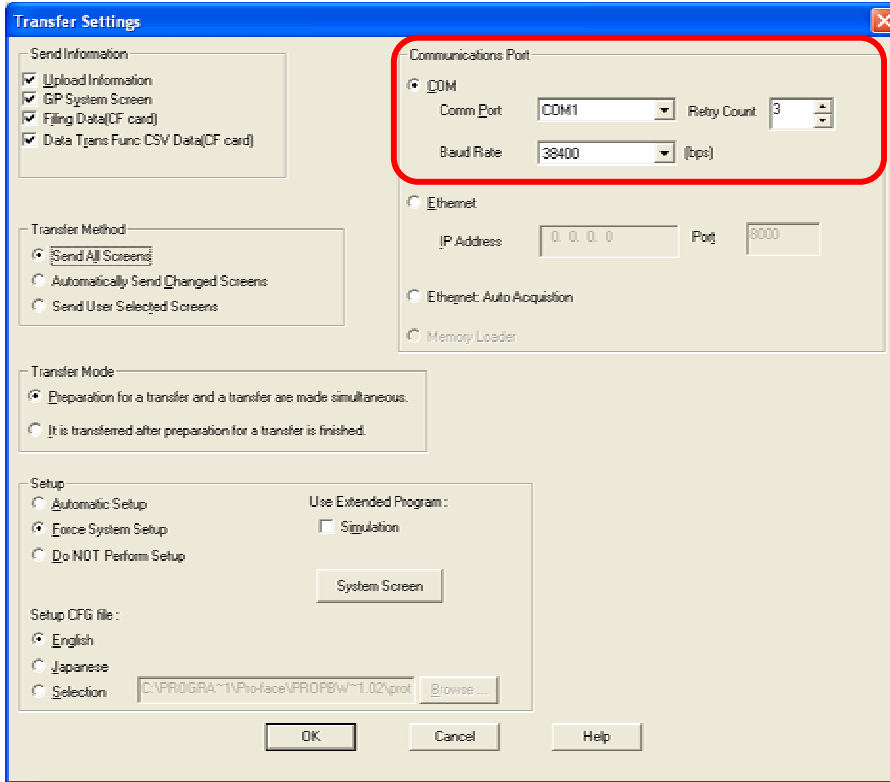 Transfer Settings
Send Information
Upload Information
GP System Screen
Filing Data(CF card)
Data Trans Func CSV Data(CF card)
Communications Port
COM
Comm Port COM1 Retry Count 3
Baud Rate 38400 (bps)
Ethernet
IP Address 0. 0. 0. 0 Port 8000
Ethernet: Auto Acquistion
Memory Loader
Transfer Method
Send All Screens
Automatically Send Changed Screens
Send User Selected Screens
Transfer Mode
Preparation for a transfer and a transfer are made simultaneous.
It is transferred after preparation for a transfer is finished.
Setup
Automatic Setup
Force System Setup
Do NOT Perform Setup
Use Extended Program :
Simulation
System Screen
Setup CFG file :
English
Japanese
Selection C:\PROGRA~1\Pro-face\PROPBW~1.02\prot Browse ...
OK Cancel Help